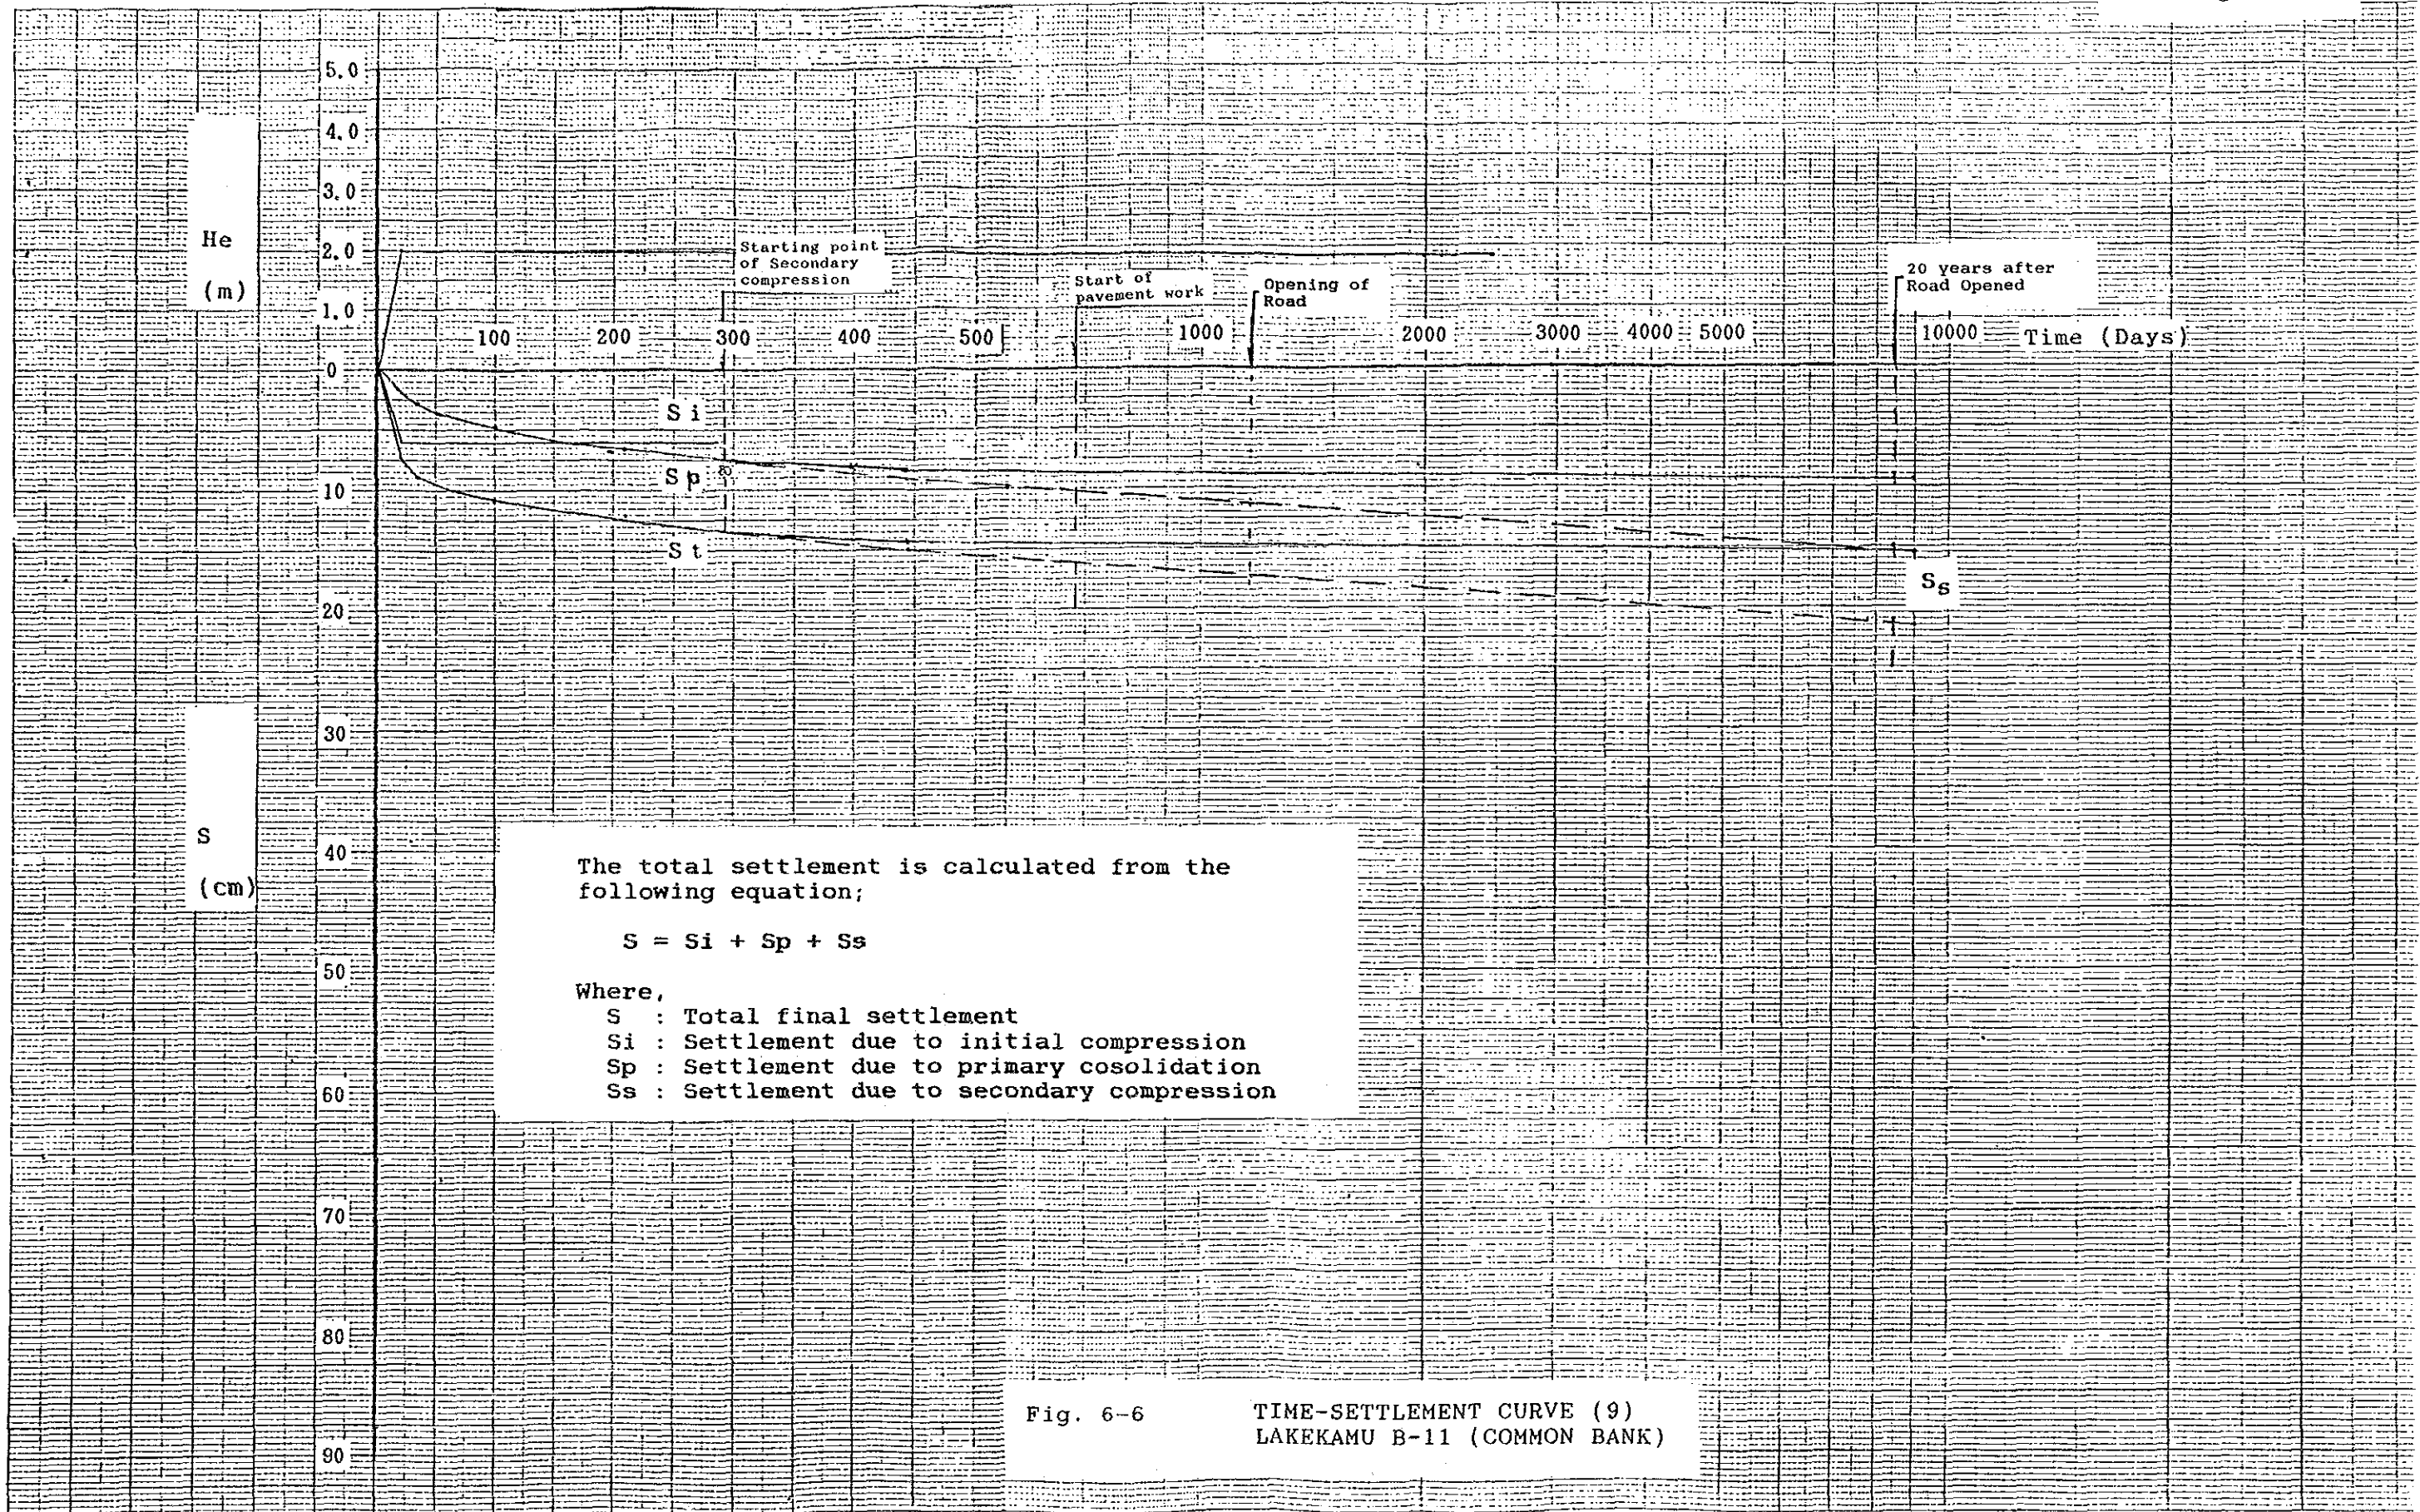 5.0
4.0
3.0
He
2.0
(m)
1.0
0
Starting point
of Secondary
compression
Start of
pavement work
Opening of
Road
20 years after
Road Opened
100 200 300 400 500 1000 2000 3000 4000 5000 10000 Time (Days)
Si
Sp
St
Ss
10
20
30
S
40
(cm)
50
60
70
80
90
The total settlement is calculated from the
following equation;
S = Si + Sp + Ss
Where,
S : Total final settlement
Si : Settlement due to initial compression
Sp : Settlement due to primary cosolidation
Ss : Settlement due to secondary compression
Fig. 6-6 TIME-SETTLEMENT CURVE (9)
LAKEKAMU B-11 (COMMON BANK)